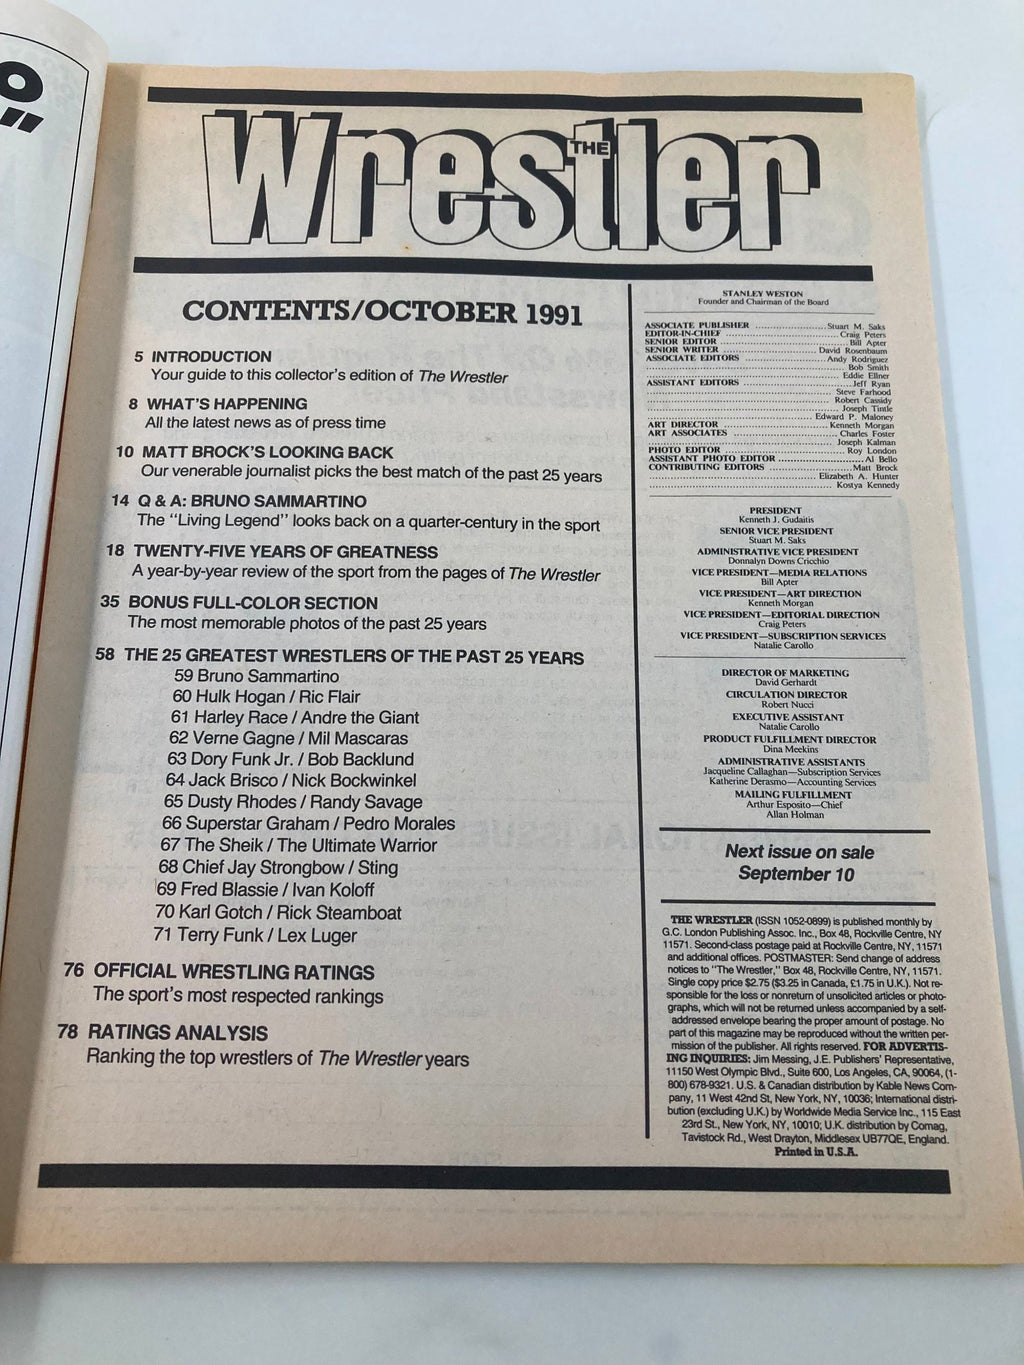 O
"
THE
Wrestler
CONTENTS/OCTOBER 1991
5 INTRODUCTION
Your guide to this collector's edition of The Wrestler
8 WHAT'S HAPPENING
All the latest news as of press time
10 MATT BROCK'S LOOKING BACK
Our venerable journalist picks the best match of the past 25 years
14 Q & A: BRUNO SAMMARTINO
The "Living Legend" looks back on a quarter-century in the sport
18 TWENTY-FIVE YEARS OF GREATNESS
A year-by-year review of the sport from the pages of The Wrestler
35 BONUS FULL-COLOR SECTION
The most memorable photos of the past 25 years
58 THE 25 GREATEST WRESTLERS OF THE PAST 25 YEARS
59 Bruno Sammartino
60 Hulk Hogan / Ric Flair
61 Harley Race / Andre the Giant
62 Verne Gagne / Mil Mascaras
63 Dory Funk Jr. / Bob Backlund
64 Jack Brisco / Nick Bockwinkel
65 Dusty Rhodes / Randy Savage
66 Superstar Graham / Pedro Morales
67 The Sheik / The Ultimate Warrior
68 Chief Jay Strongbow / Sting
69 Fred Blassie / Ivan Koloff
70 Karl Gotch / Rick Steamboat
71 Terry Funk / Lex Luger
76 OFFICIAL WRESTLING RATINGS
The sport's most respected rankings
78 RATINGS ANALYSIS
Ranking the top wrestlers of The Wrestler years
STANLEY WESTON
Founder and Chairman of the Board
ASSOCIATE PUBLISHER ..................Stuart M. Saks
EDITOR-IN-CHIEF ..............................Craig Peters
SENIOR EDITOR ....................................Bill Apter
SENIOR WRITER ........................David Rosenbaum
ASSOCIATE EDITORS ......................Andy Rodriguez
..................................................Bob Smith
................................................Eddie Ellner
ASSISTANT EDITORS ............................Jeff Ryan
..............................................Steve Farhood
..............................................Robert Cassidy
................................................Joseph Tintle
..........................................Edward P. Maloney
ART DIRECTOR ............................Kenneth Morgan
ART ASSOCIATES ..........................Charles Foster
..............................................Joseph Kalman
PHOTO EDITOR ..................................Roy London
ASSISTANT PHOTO EDITOR ......................Al Bello
CONTRIBUTING EDITORS ......................Matt Brock
..........................................Elizabeth A. Hunter
..............................................Kostya Kennedy
PRESIDENT
Kenneth J. Gudaitis
SENIOR VICE PRESIDENT
Stuart M. Saks
ADMINISTRATIVE VICE PRESIDENT
Donnalyn Downs Cricchio
VICE PRESIDENT—MEDIA RELATIONS
Bill Apter
VICE PRESIDENT—ART DIRECTION
Kenneth Morgan
VICE PRESIDENT—EDITORIAL DIRECTION
Craig Peters
VICE PRESIDENT—SUBSCRIPTION SERVICES
Natalie Carollo
DIRECTOR OF MARKETING
David Gerhardt
CIRCULATION DIRECTOR
Robert Nucci
EXECUTIVE ASSISTANT
Natalie Carollo
PRODUCT FULFILLMENT DIRECTOR
Dina Meekins
ADMINISTRATIVE ASSISTANTS
Jacqueline Callaghan—Subscription Services
Katherine Derasmo—Accounting Services
MAILING FULFILLMENT
Arthur Esposito—Chief
Allan Holman
Next issue on sale
September 10
THE WRESTLER (ISSN 1052-0899) is published monthly by
G.C. London Publishing Assoc. Inc., Box 48, Rockville Centre, NY
11571. Second-class postage paid at Rockville Centre, NY, 11571
and additional offices. POSTMASTER: Send change of address
notices to "The Wrestler," Box 48, Rockville Centre, NY, 11571.
Single copy price $2.75 ($3.25 in Canada, £1.75 in U.K.). Not re-
sponsible for the loss or nonreturn of unsolicited articles or photo-
graphs, which will not be returned unless accompanied by a self-
addressed envelope bearing the proper amount of postage. No
part of this magazine may be reproduced without the written per-
mission of the publisher. All rights reserved. FOR ADVERTIS-
ING INQUIRIES: Jim Messing, J.E. Publishers' Representative,
11150 West Olympic Blvd., Suite 600, Los Angeles, CA, 90064, (1-
800) 678-9321. U.S. & Canadian distribution by Kable News Com-
pany, 11 West 42nd St, New York, NY, 10036; International distri-
bution (excluding U.K.) by Worldwide Media Service Inc., 115 East
23rd St., New York, NY, 10010; U.K. distribution by Comag,
Tavistock Rd., West Drayton, Middlesex UB77QE, England.
Printed in U.S.A.